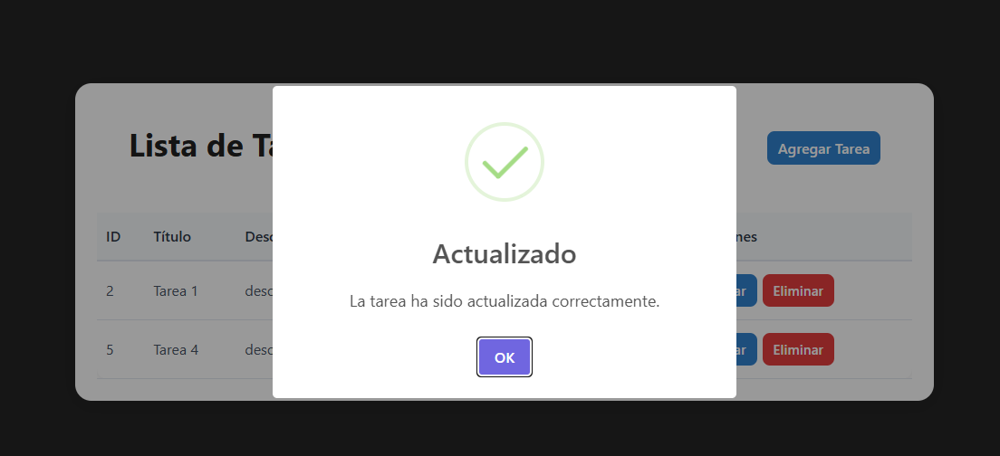 Lista de Ta
Agregar Tarea
Actualizado
La tarea ha sido actualizada correctamente.
OK
ID Título Desc nes
2 Tarea 1 desc ar Eliminar
5 Tarea 4 desc ar Eliminar